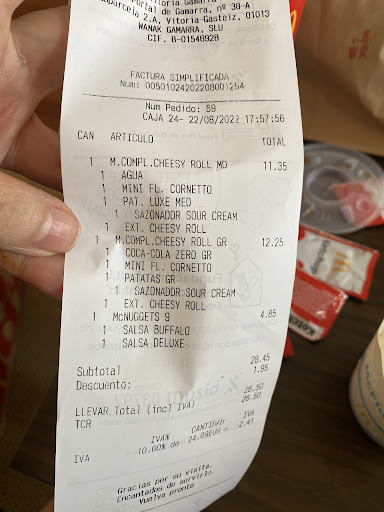 Vitoria Gamarra
Portal de Gamarra, nº 38-A
2.A, Vitoria-Gasteiz, 01013
WANAK GAMARRA, SLU
CIF. B-01546928
FACTURA SIMPLIFICADA
Num: 00501024202208001254
Num Pedido: 59
CAJA 24- 22/08/2022 17:57:56
CAN ARTICULO TOTAL
1 M.COMPL.CHEESY ROLL MD 11.35
1 AGUA
1 MINI FL. CORNETTO
1 PAT. LUXE MED
1 SAZONADOR SOUR CREAM
1 EXT. CHEESY ROLL
1 M.COMPL.CHEESY ROLL GR 12.25
1 COCA-COLA ZERO GR
1 MINI FL. CORNETTO
1 PATATAS GR
1 SAZONADOR SOUR CREAM
1 EXT. CHEESY ROLL
1 McNUGGETS 9 4.85
1 SALSA BUFFALO
1 SALSA DELUXE
Subtotal 28.45
Descuento: - 1.95
LLEVAR Total (incl IVA) 26.50
TCR 26.50
IVA% CANTIDAD IVA
IVA 10.00% de 24.09EUR = 2.41
Gracias por su visita.
Encantados de servirle.
Vuelva pronto
Ketchup